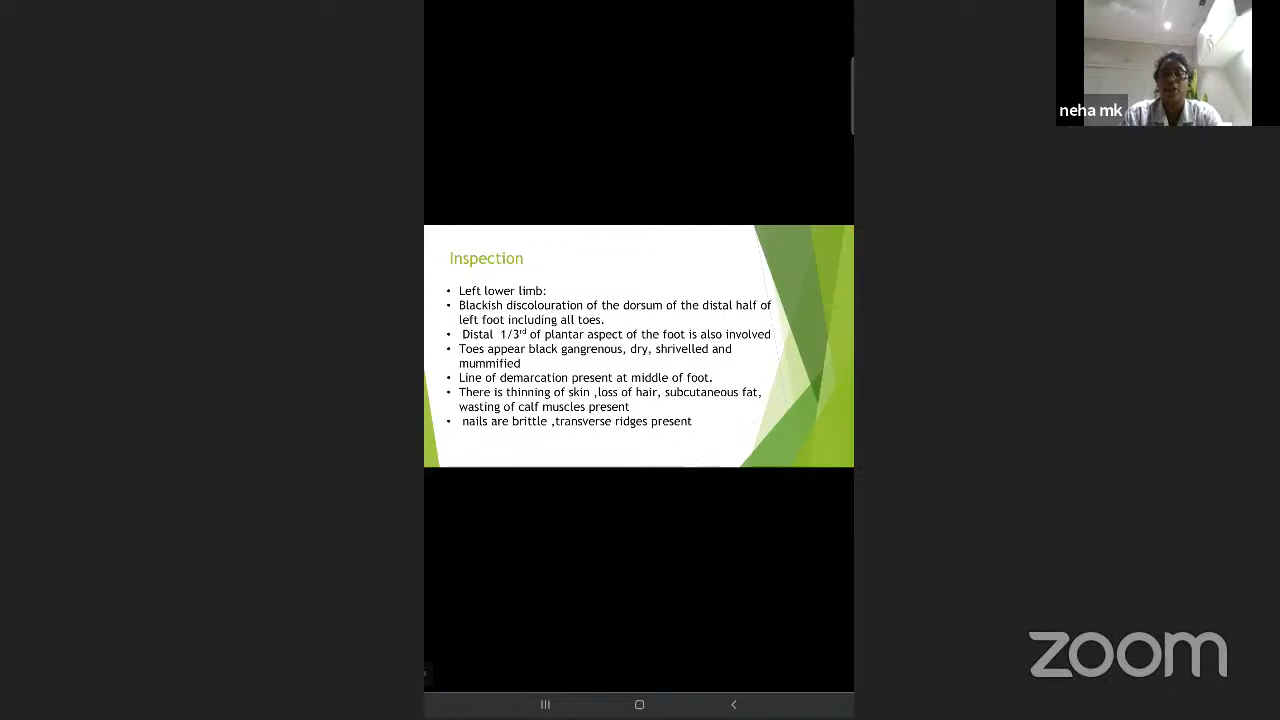 neha mk
Inspection
• Left lower limb:
• Blackish discolouration of the dorsum of the distal half of
left foot including all toes.
• Distal 1/3rd of plantar aspect of the foot is also involved
• Toes appear black gangrenous, dry, shrivelled and
mummified
• Line of demarcation present at middle of foot.
• There is thinning of skin ,loss of hair, subcutaneous fat,
wasting of calf muscles present
• nails are brittle ,transverse ridges present
zoom